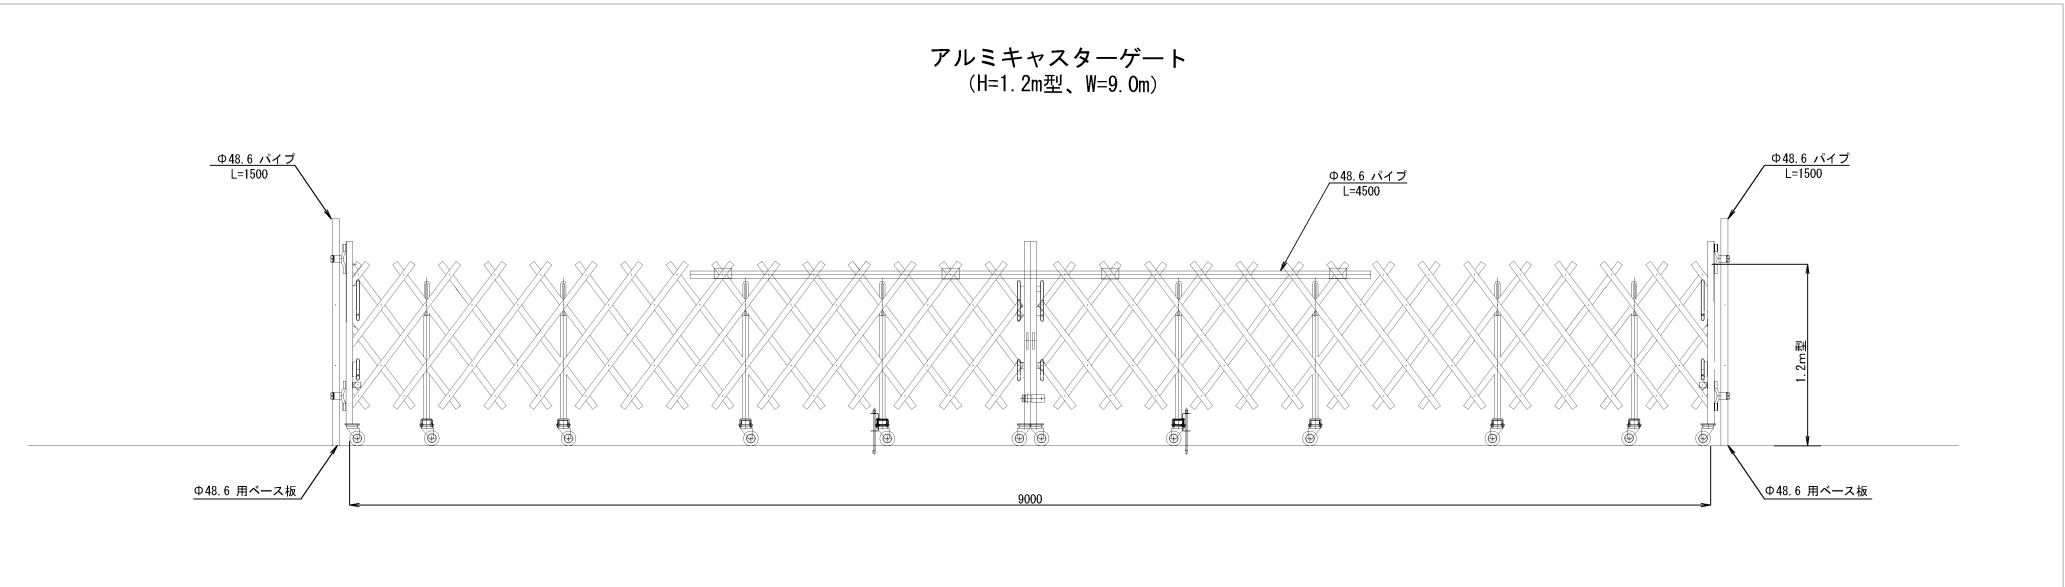 アルミキャスターゲート
(H=1.2m型、W=9.0m)
Φ48.6 パイプ
L=1500
Φ48.6 パイプ
L=4500
Φ48.6 パイプ
L=1500
1.2m型
Φ48.6 用ベース板
9000
Φ48.6 用ベース板